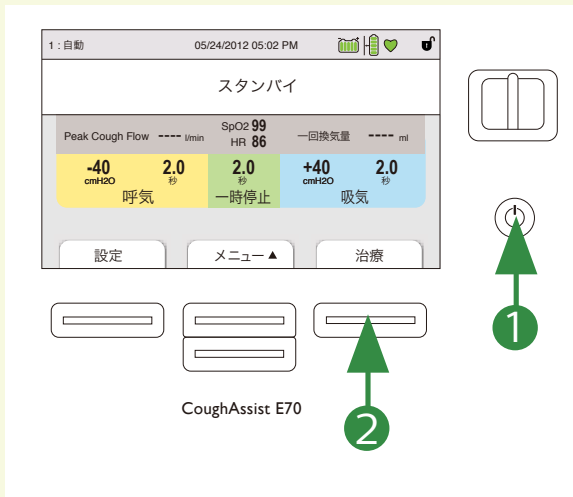 1 : 自動 05/24/2012 05:02 PM
スタンバイ
Peak Cough Flow ---- l/min SpO2 99 HR 86 一回換気量 ---- ml
-40 cmH2O 2.0 秒 2.0 秒 +40 cmH2O 2.0 秒
呼気 一時停止 吸気
設定 メニュー▲ 治療
1
CoughAssist E70
2